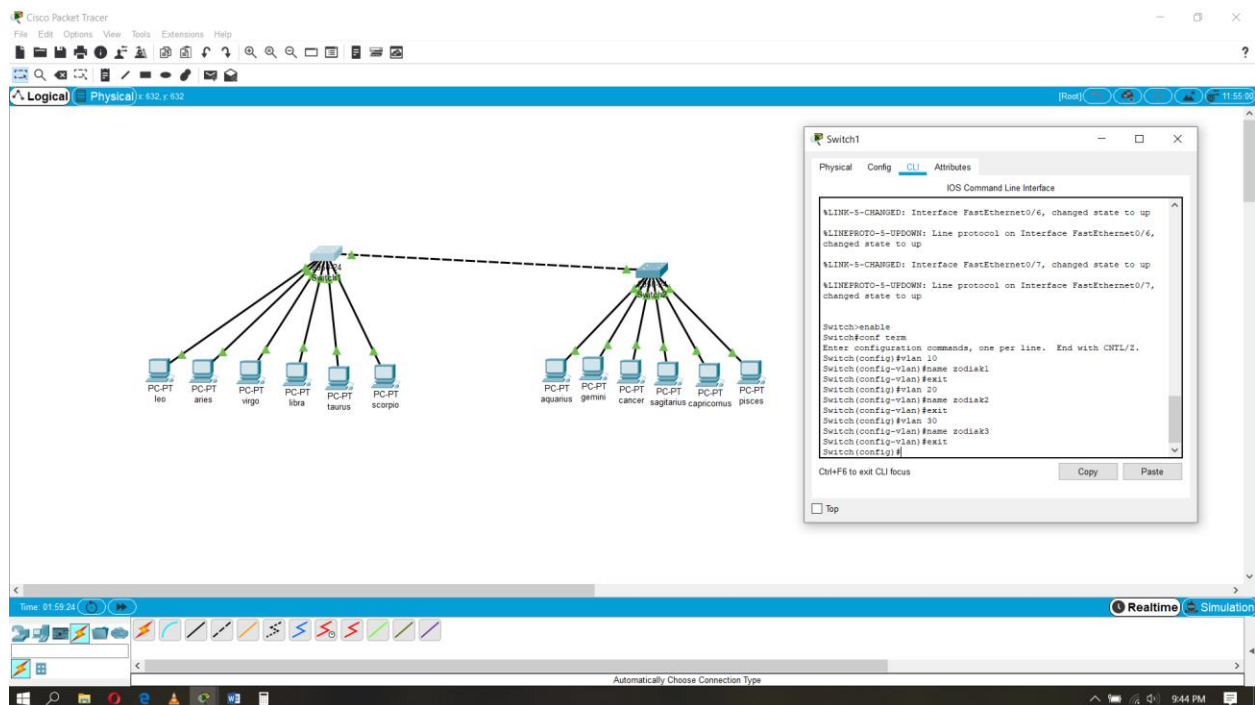 Cisco Packet Tracer
File Edit Options View Tools Extensions Help
?
Logical Physical x: 632, y: 632
[Root] 11:55:00
Switch1
Physical Config CLI Attributes
IOS Command Line Interface
%LINK-5-CHANGED: Interface FastEthernet0/6, changed state to up
%LINEPROTO-5-UPDOWN: Line protocol on Interface FastEthernet0/6,
changed state to up
%LINK-5-CHANGED: Interface FastEthernet0/7, changed state to up
%LINEPROTO-5-UPDOWN: Line protocol on Interface FastEthernet0/7,
changed state to up
Switch>enable
Switch#conf term
Enter configuration commands, one per line. End with CNTL/Z.
Switch(config)#vlan 10
Switch(config-vlan)#name zodiak1
Switch(config-vlan)#exit
Switch(config)#vlan 20
Switch(config-vlan)#name zodiak2
Switch(config-vlan)#exit
Switch(config)#vlan 30
Switch(config-vlan)#name zodiak3
Switch(config-vlan)#exit
Switch(config)#
Ctrl+F6 to exit CLI focus
Copy Paste
Top
PC-PT
leo
PC-PT
aries
PC-PT
virgo
PC-PT
libra
PC-PT
taurus
PC-PT
scorpio
PC-PT
aquarius
PC-PT
gemini
PC-PT
cancer
PC-PT
sagitarius
PC-PT
capricornus
PC-PT
pisces
Time: 01:59:24
Realtime Simulation
Automatically Choose Connection Type
9:44 PM